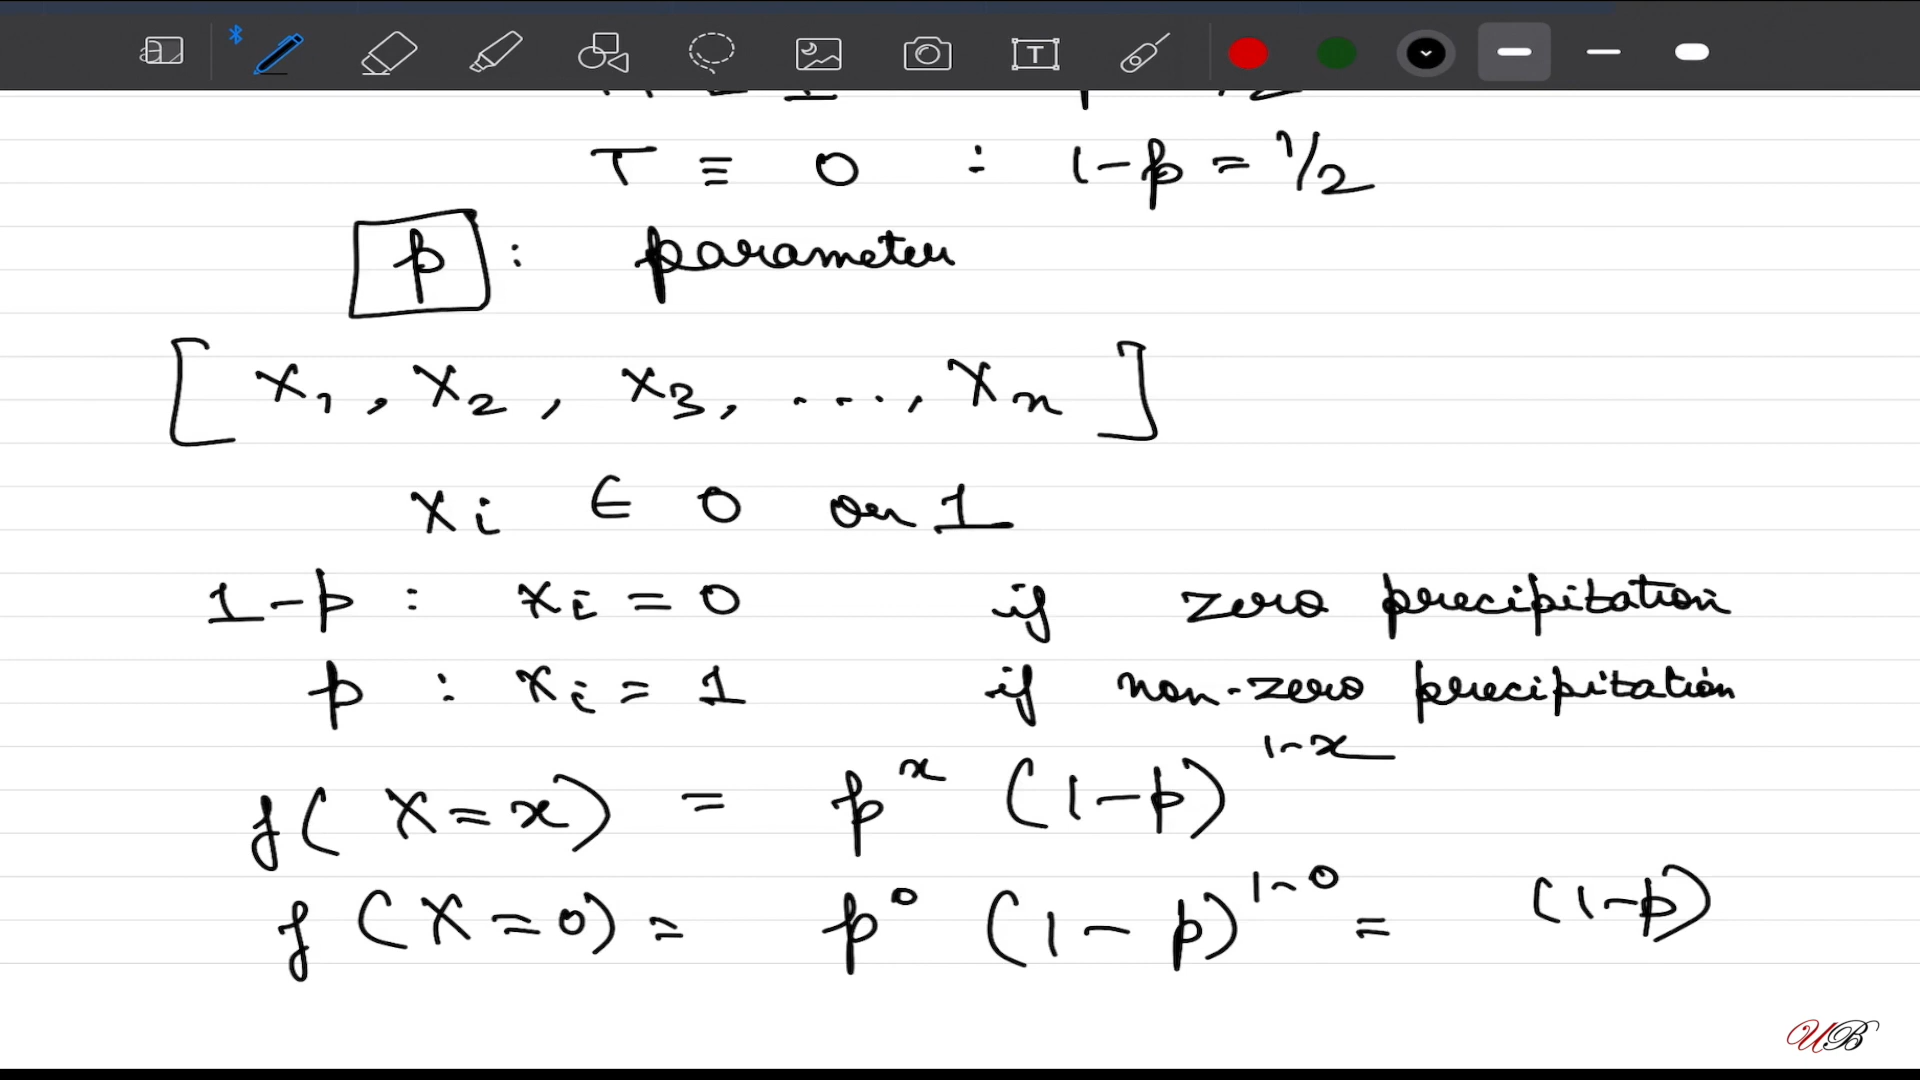 T ≡ 0 : 1-p = 1/2
p : parameter
[ x₁, x₂, x₃, ...., xₙ ]
xᵢ ∈ 0 or 1
1-p : xᵢ = 0 if zero precipitation
p : xᵢ = 1 if non-zero precipitation
f( X = x ) = p^x (1-p)^1-x
f (X = 0) = p^0 (1-p)^1-0 = (1-p)
UB